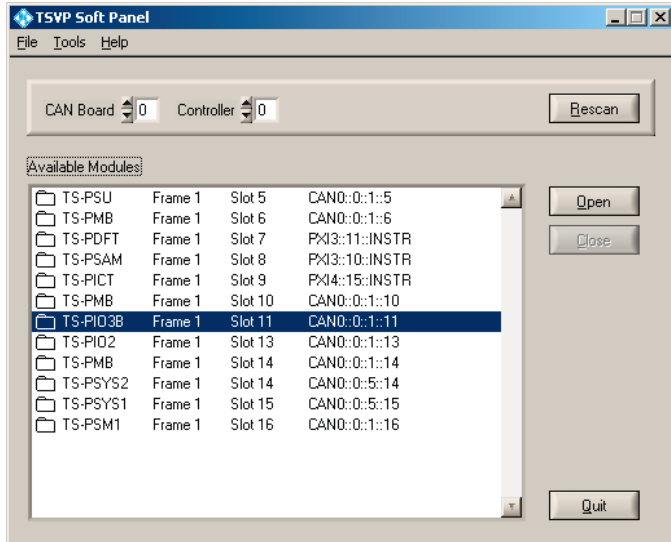 TSVP Soft Panel
File Tools Help
CAN Board 0 Controller 0 Rescan
Available Modules
TS-PSU Frame 1 Slot 5 CAN0::0::1::5
TS-PMB Frame 1 Slot 6 CAN0::0::1::6
TS-PDFT Frame 1 Slot 7 PXI3::11::INSTR
TS-PSAM Frame 1 Slot 8 PXI3::10::INSTR
TS-PICT Frame 1 Slot 9 PXI4::15::INSTR
TS-PMB Frame 1 Slot 10 CAN0::0::1::10
TS-PIO3B Frame 1 Slot 11 CAN0::0::1::11
TS-PIO2 Frame 1 Slot 13 CAN0::0::1::13
TS-PMB Frame 1 Slot 14 CAN0::0::1::14
TS-PSYS2 Frame 1 Slot 14 CAN0::0::5::14
TS-PSYS1 Frame 1 Slot 15 CAN0::0::5::15
TS-PSM1 Frame 1 Slot 16 CAN0::0::1::16
Open
Close
Quit